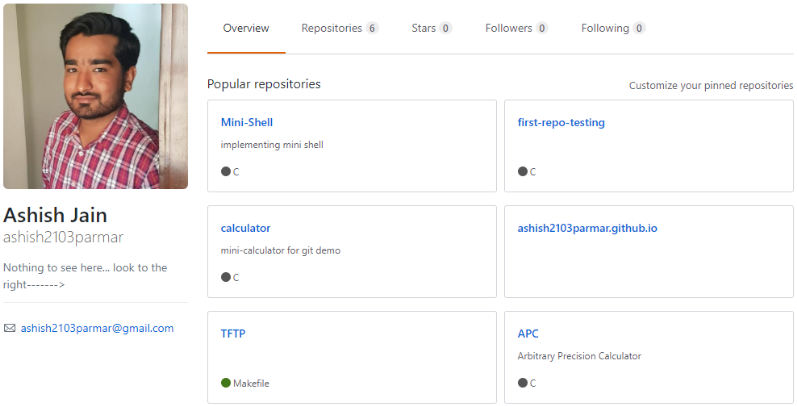 Overview Repositories 6 Stars 0 Followers 0 Following 0
Popular repositories
Customize your pinned repositories
Mini-Shell
implementing mini shell
C
first-repo-testing
C
calculator
mini-calculator for git demo
C
ashish2103parmar.github.io
TFTP
Makefile
APC
Arbitrary Precision Calculator
C
Ashish Jain
ashish2103parmar
Nothing to see here... look to the
right------->
ashish2103parmar@gmail.com